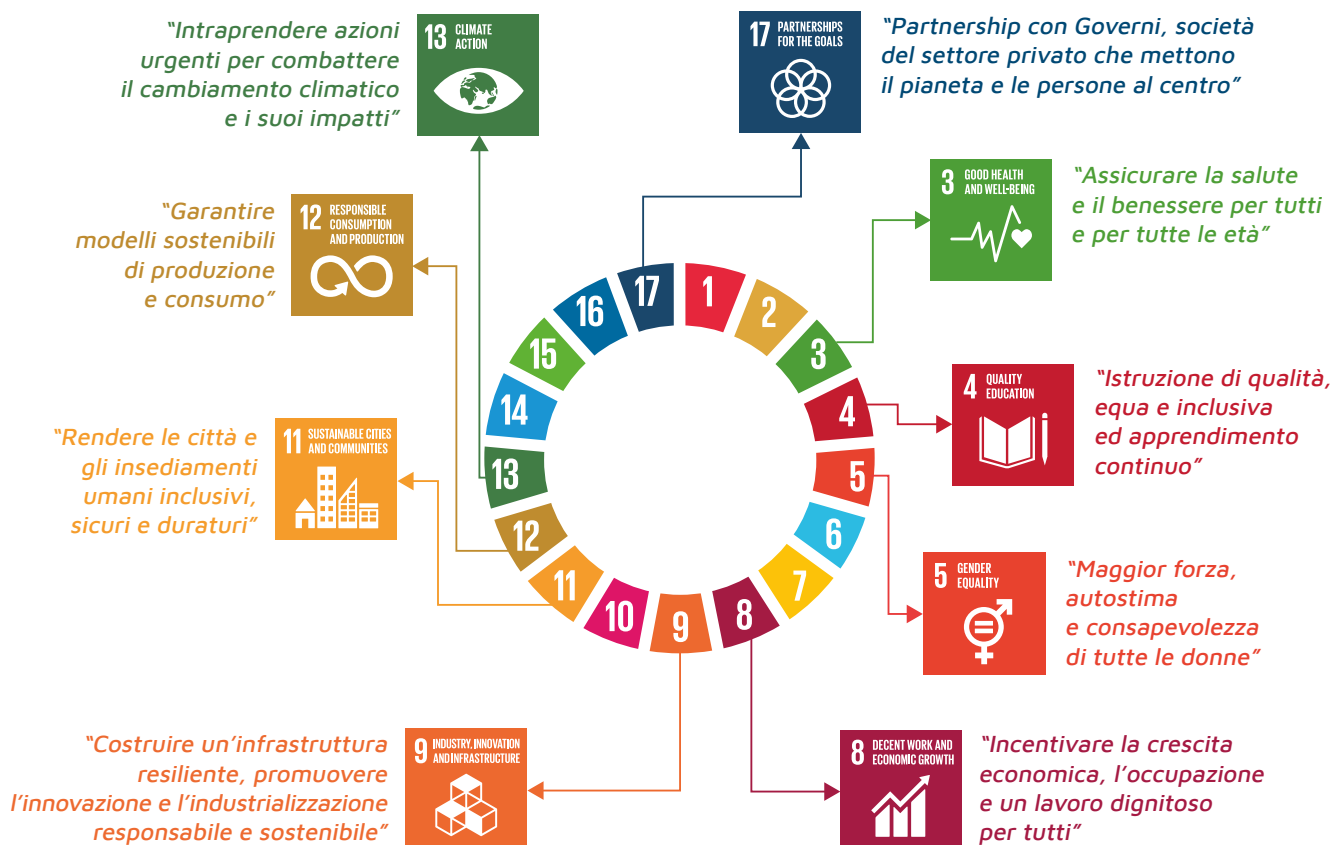 “Intraprendere azioni
urgenti per combattere
il cambiamento climatico
e i suoi impatti”
13 CLIMATE
ACTION
17 PARTNERSHIPS
FOR THE GOALS
“Partnership con Governi, società
del settore privato che mettono
il pianeta e le persone al centro”
3 GOOD HEALTH
AND WELL-BEING
“Assicurare la salute
e il benessere per tutti
e per tutte le età”
“Garantire
modelli sostenibili
di produzione
e consumo”
12 RESPONSIBLE
CONSUMPTION
AND PRODUCTION
4 QUALITY
EDUCATION
“Istruzione di qualità,
equa e inclusiva
ed apprendimento
continuo”
“Rendere le città e
gli insediamenti
umani inclusivi,
sicuri e duraturi”
11 SUSTAINABLE CITIES
AND COMMUNITIES
1
2
3
4
5
6
7
8
9
10
11
12
13
14
15
16
17
5 GENDER
EQUALITY
“Maggior forza,
autostima
e consapevolezza
di tutte le donne”
“Costruire un’infrastruttura
resiliente, promuovere
l’innovazione e l’industrializzazione
responsabile e sostenibile”
9 INDUSTRY, INNOVATION
AND INFRASTRUCTURE
8 DECENT WORK AND
ECONOMIC GROWTH
“Incentivare la crescita
economica, l’occupazione
e un lavoro dignitoso
per tutti”